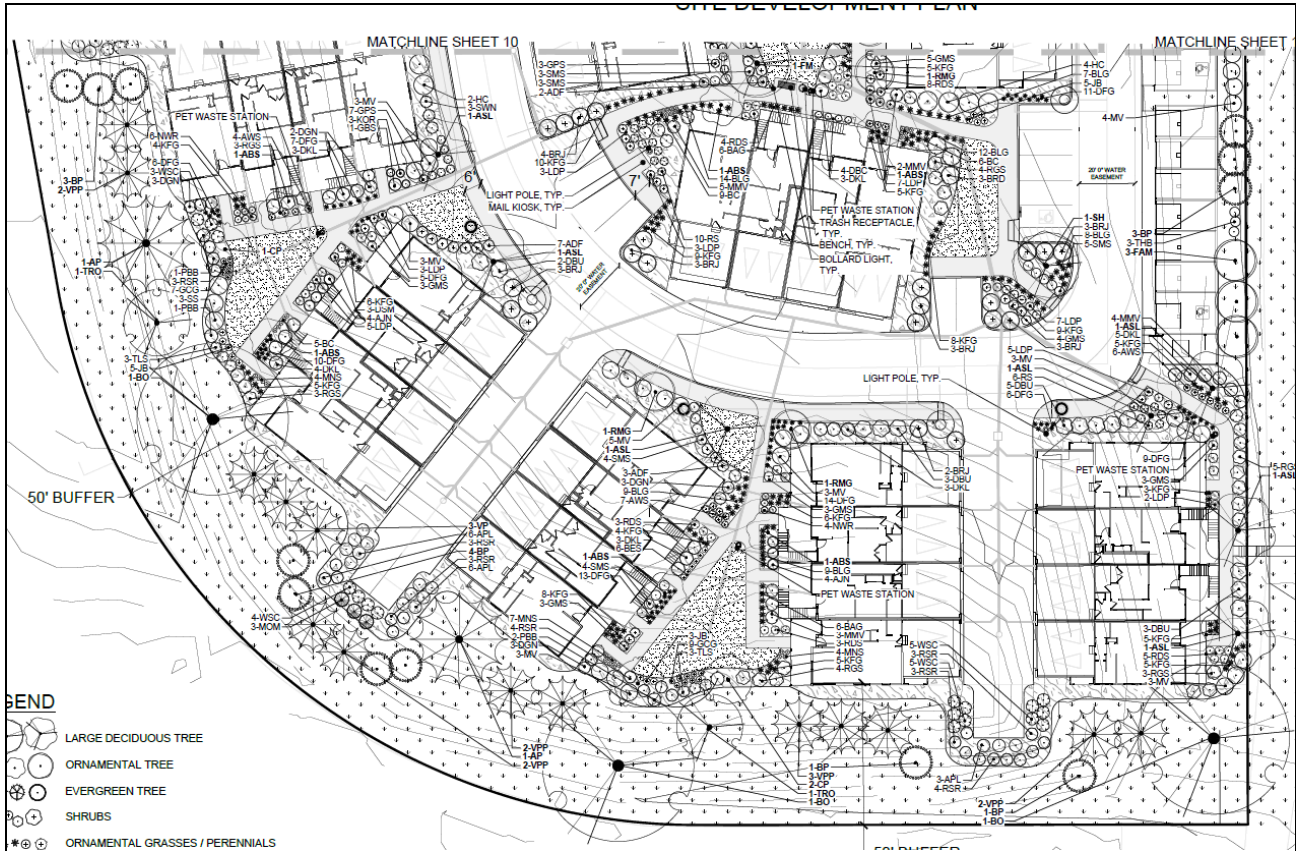 MATCHLINE SHEET 10
MATCHLINE SHEET 1
3-GPS
3-SMS
3-SMS
2-ADF
1-FM
5-GMS
5-KFG
1-RMG
8-RDS
4-HC
7-BLG
5-JB
11-DFG
4-MV
PET WASTE STATION
3-MV
7-GPS
3-KOR
1-GBS
2-HC
3-SWN
1-ASL
6-NWR
4-KFG
4-AWS
3-RGS
1-ABS
2-DGN
7-DFG
3-DKL
6-DFG
3-WSC
3-DGN
3-BP
2-VPP
4-BRJ
10-KFG
3-LDP
4-RDS
6-BAG
1-ABS
14-BLG
5-MMV
9-BC
4-DBC
3-DKL
2-MMV
1-ABS
7-LDP
5-KFG
12-BLG
6-BC
4-RGS
3-BRD
20' 0" WATER
EASEMENT
6'
7'
LIGHT POLE, TYP.
MAIL KIOSK, TYP.
PET WASTE STATION
TRASH RECEPTACLE,
TYP.
BENCH, TYP.
BOLLARD LIGHT,
TYP.
1-SH
3-BRJ
8-BLG
5-SMS
3-BP
3-THB
3-FAM
1-AP
1-TRO
1-CP
10-RS
3-LDP
9-KFG
3-BRJ
7-ADF
1-ASL
2-DBU
3-BRJ
3-MV
3-LDP
5-DFG
3-GMS
1-PBB
3-RSR
7-GCG
3-SS
1-PBB
20' 0" WATER
EASEMENT
6-KFG
3-DSM
4-AJN
5-LDP
7-LDP
9-KFG
4-GMS
3-BRJ
8-KFG
3-BRJ
4-MMV
1-ASL
5-DKL
5-KFG
6-AWS
5-BC
1-ABS
10-DFG
4-DKL
4-MNS
5-KFG
3-RGS
3-TLS
5-JB
1-BO
5-LDP
3-MV
1-ASL
6-RS
5-DBU
6-DFG
LIGHT POLE, TYP.
1-RMG
5-MV
1-ASL
4-SMS
9-DFG
PET WASTE STATION
3-GMS
3-KFG
2-LDP
5-RGS
1-ASL
2-BRJ
3-DBU
3-DKL
3-ADF
3-DGN
9-BLG
7-AWS
1-RMG
3-MV
14-DFG
3-GMS
6-KFG
4-NWR
50' BUFFER
3-VP
6-APL
3-RSR
4-BP
3-RSR
6-APL
3-RDS
4-KFG
3-DKL
6-BES
1-ABS
4-SMS
13-DFG
1-ABS
9-BLG
4-AJN
PET WASTE STATION
8-KFG
3-GMS
4-WSC
3-MOM
7-MNS
4-RSR
2-PBB
3-DGN
3-MV
3-JB
9-GCG
3-TLS
6-BAG
3-MMV
3-RDS
4-MNS
5-KFG
4-RGS
5-WSC
3-RSR
5-WSC
3-RSR
3-DBU
5-KFG
1-ASL
5-RDS
5-KFG
3-RGS
3-MV
GEND
LARGE DECIDUOUS TREE
ORNAMENTAL TREE
EVERGREEN TREE
SHRUBS
ORNAMENTAL GRASSES / PERENNIALS
2-VPP
1-AP
2-VPP
1-BP
3-VPP
2-CP
1-TRO
1-BO
3-APL
4-RSR
2-VPP
1-BP
1-BO